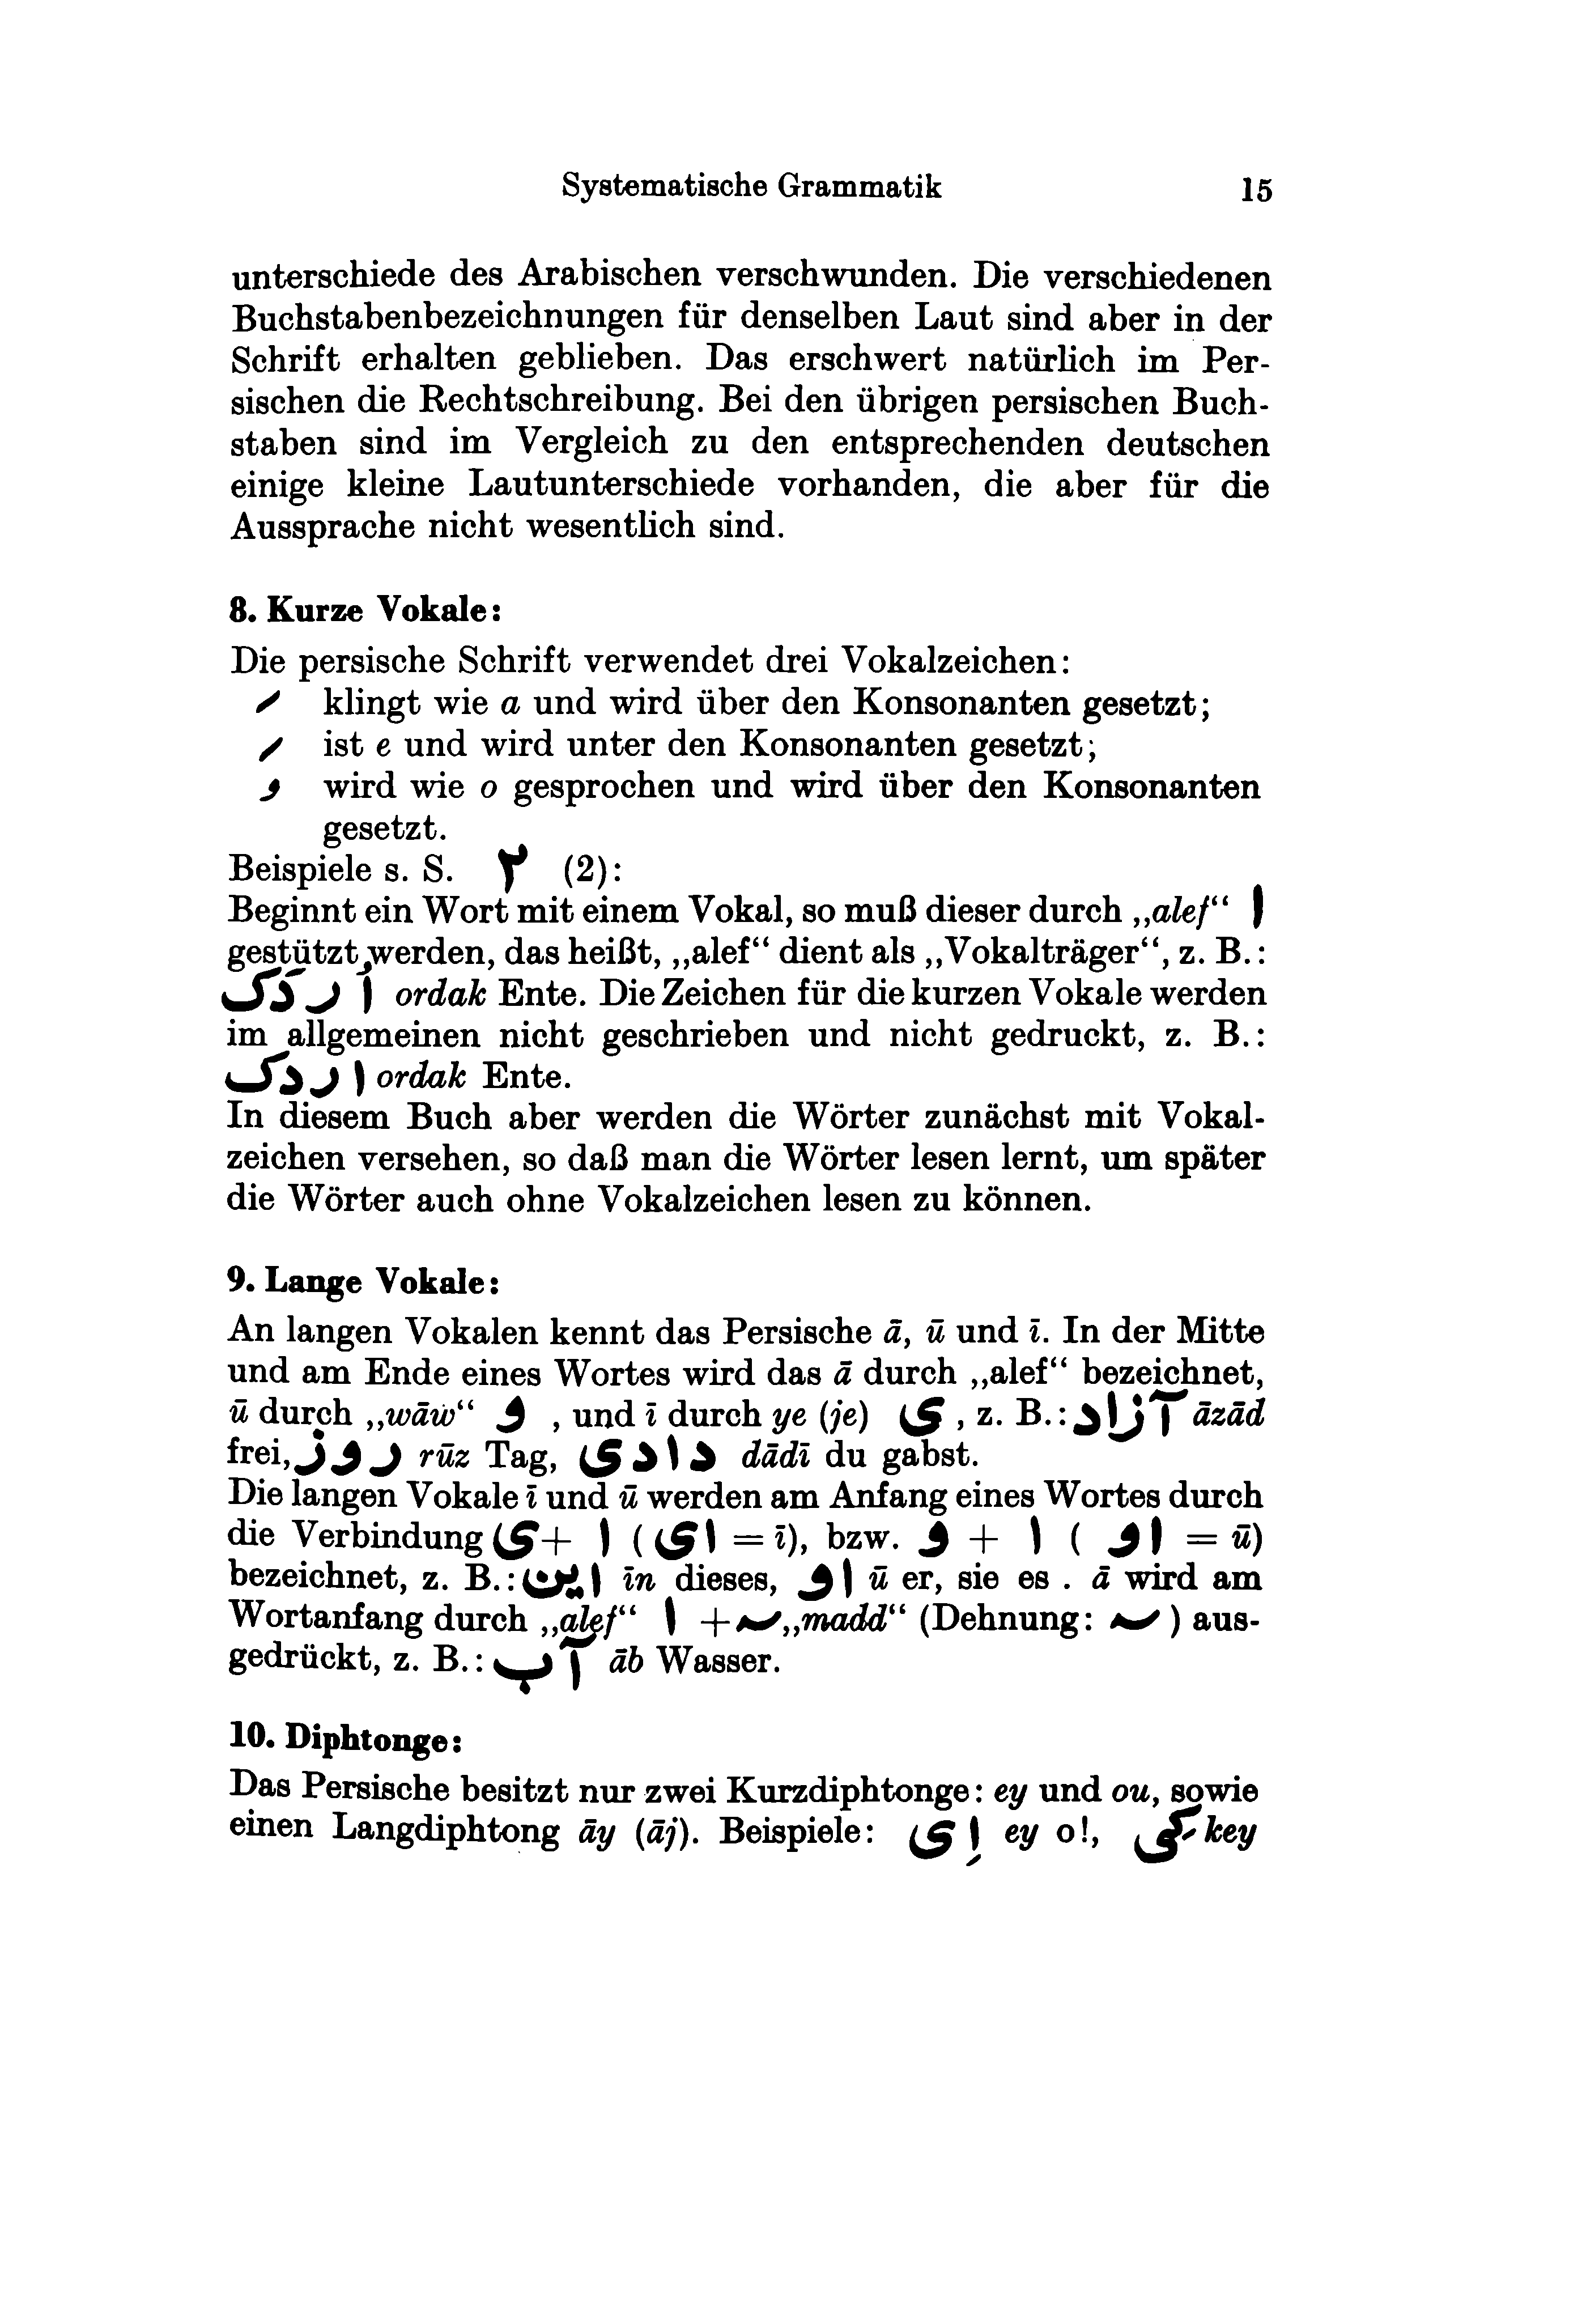 Systematische Grammatik 15
unterschiede des Arabischen verschwunden. Die verschiedenen
Buchstabenbezeichnungen für denselben Laut sind aber in der
Schrift erhalten geblieben. Das erschwert natürlich im Per-
sischen die Rechtschreibung. Bei den übrigen persischen Buch-
staben sind im Vergleich zu den entsprechenden deutschen
einige kleine Lautunterschiede vorhanden, die aber für die
Aussprache nicht wesentlich sind.
8. Kurze Vokale:
Die persische Schrift verwendet drei Vokalzeichen:
َ klingt wie a und wird über den Konsonanten gesetzt;
ِ ist e und wird unter den Konsonanten gesetzt;
ُ wird wie o gesprochen und wird über den Konsonanten
gesetzt.
Beispiele s. S. ۲ (2):
Beginnt ein Wort mit einem Vokal, so muß dieser durch „alef“ ا
gestützt werden, das heißt, „alef“ dient als „Vokalträger“, z. B.:
اُردَک ordak Ente. Die Zeichen für die kurzen Vokale werden
im allgemeinen nicht geschrieben und nicht gedruckt, z. B.:
اردک ordak Ente.
In diesem Buch aber werden die Wörter zunächst mit Vokal-
zeichen versehen, so daß man die Wörter lesen lernt, um später
die Wörter auch ohne Vokalzeichen lesen zu können.
9. Lange Vokale:
An langen Vokalen kennt das Persische ā, ū und ī. In der Mitte
und am Ende eines Wortes wird das ā durch „alef“ bezeichnet,
ū durch „wāw“ و , und ī durch ye (je) ی , z. B.: آزاد āzād
frei, روز rūz Tag, دادی dādī du gabst.
Die langen Vokale ī und ū werden am Anfang eines Wortes durch
die Verbindung ی + ا ( ای = ī), bzw. و + ا ( او = ū)
bezeichnet, z. B.: این īn dieses, او ū er, sie es . ā wird am
Wortanfang durch „alef“ ا + ٓ „madd“ (Dehnung: ٓ ) aus-
gedrückt, z. B.: آب āb Wasser.
10. Diphtonge:
Das Persische besitzt nur zwei Kurzdiphtonge: ey und ou, sowie
einen Langdiphtong āy (āj). Beispiele: اِی ey o!, کِی key